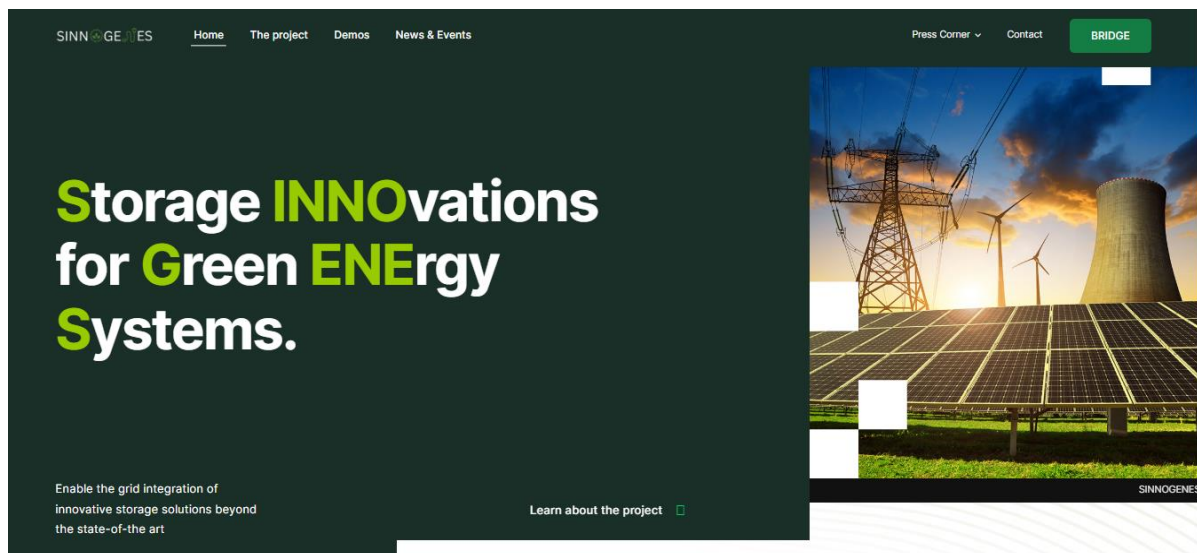 SINNOGENES
Home The project Demos News & Events
Press Corner Contact BRIDGE
Storage INNOvations
for Green ENErgy
Systems.
Enable the grid integration of
innovative storage solutions beyond
the state-of-the art
Learn about the project
SINNOGENES